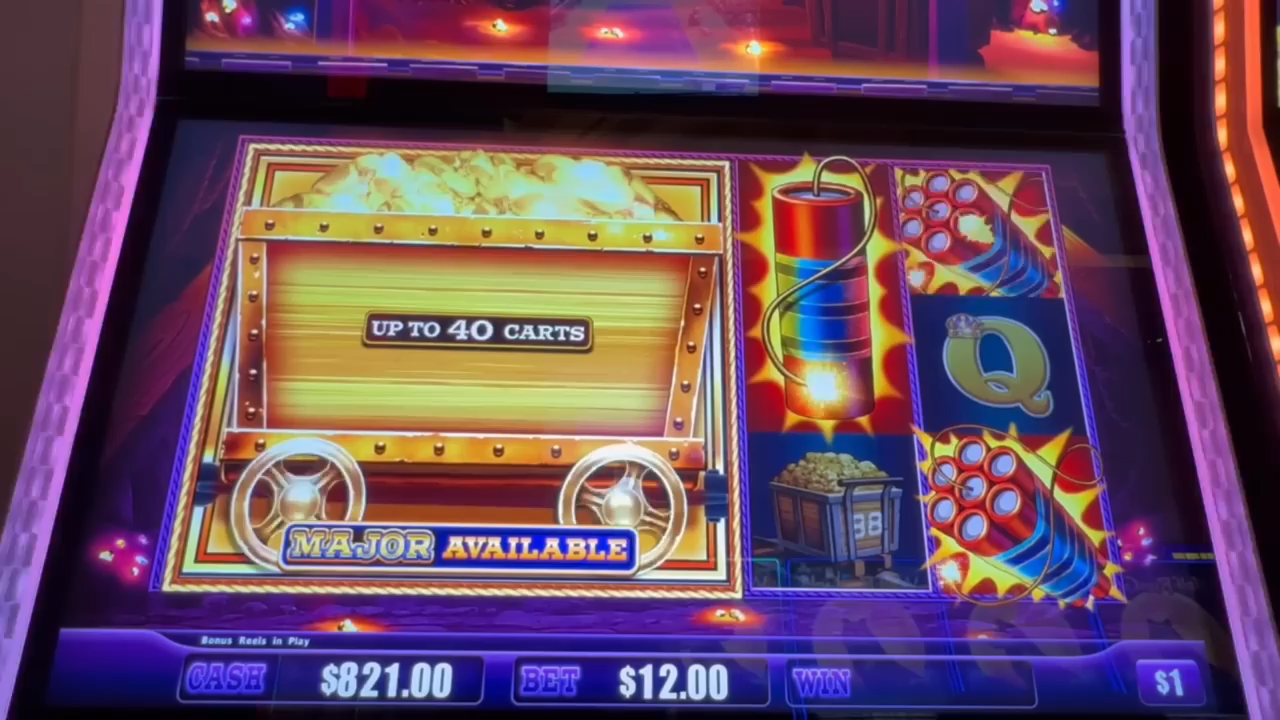 UP TO 40 CARTS
Q
88
MAJOR AVAILABLE
Bonus Reels in Play
CASH $821.00 BET $12.00 WIN $1